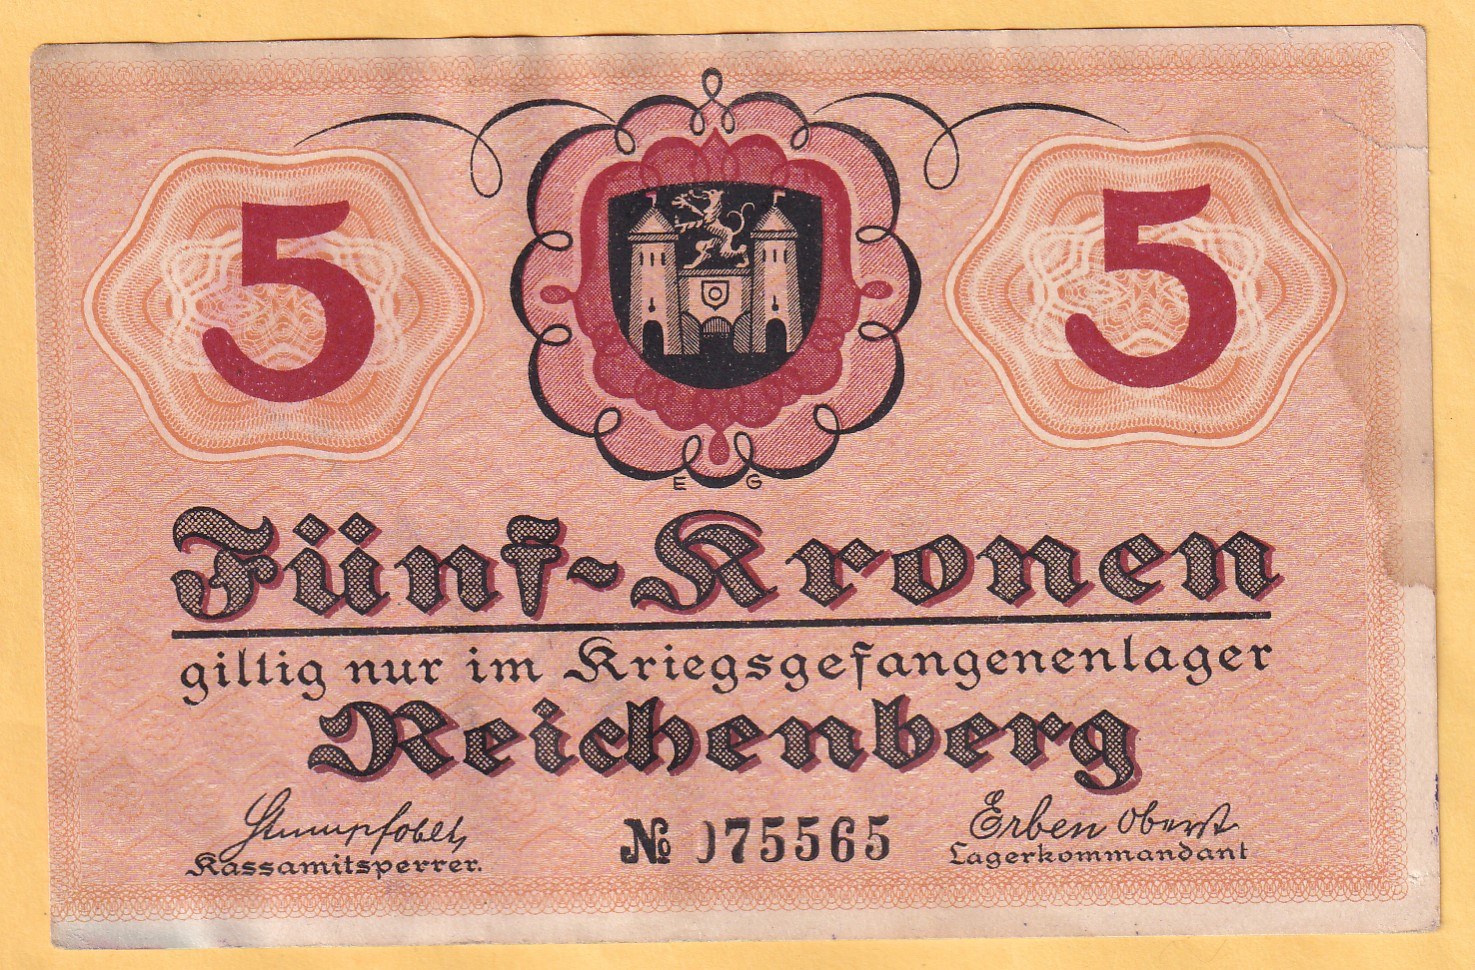 5 5
E G
Fünf-Kronen
giltig nur im Kriegsgefangenenlager
Reichenberg
№ 075565
Erben Oberst
Kassamitsperrer.
Lagerkommandant